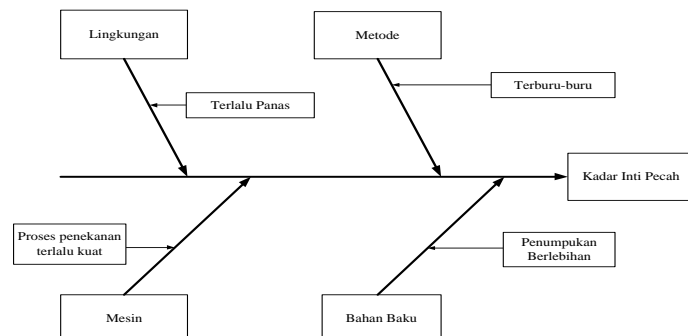 Lingkungan
Metode
Terburu-buru
Terlalu Panas
Kadar Inti Pecah
Proses penekanan
terlalu kuat
Penumpukan
Berlebihan
Mesin
Bahan Baku